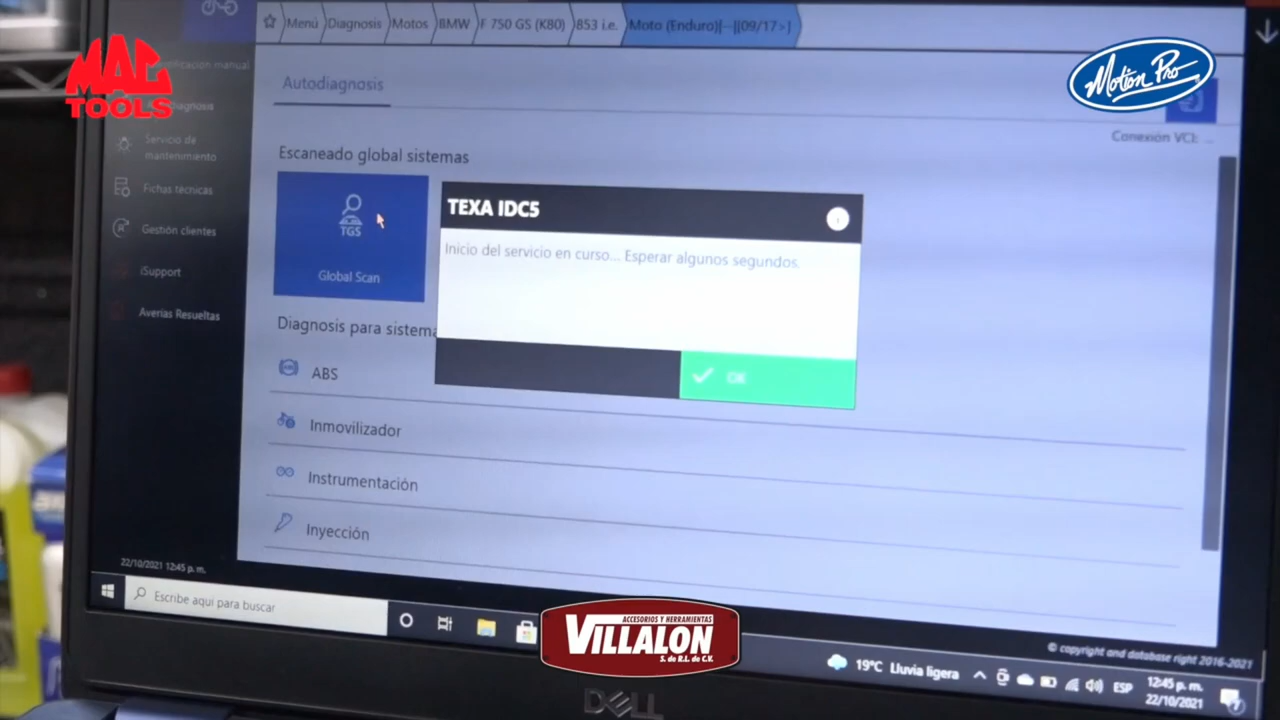 MAC
TOOLS
Motion Pro
Menú Diagnosis Motos BMW F 750 GS (K80) 853 i.e. Moto (Enduro)[--||09/17>]
Autodiagnosis
Conexión VCI: ...
Servicio de
mantenimiento
Fichas técnicas
Gestión clientes
iSupport
Averías Resueltas
Escaneado global sistemas
TGS
Global Scan
TEXA IDC5
Inicio del servicio en curso... Esperar algunos segundos.
OK
Diagnosis para sistema
ABS
Inmovilizador
Instrumentación
Inyección
22/10/2021 12:45 p. m.
Escribe aquí para buscar
© copyright and database right 2016-2021
19°C Lluvia ligera
ESP
12:45 p. m.
22/10/2021
ACCESORIOS Y HERRAMIENTAS
VILLALON
S. de R.L. de C.V.
DELL